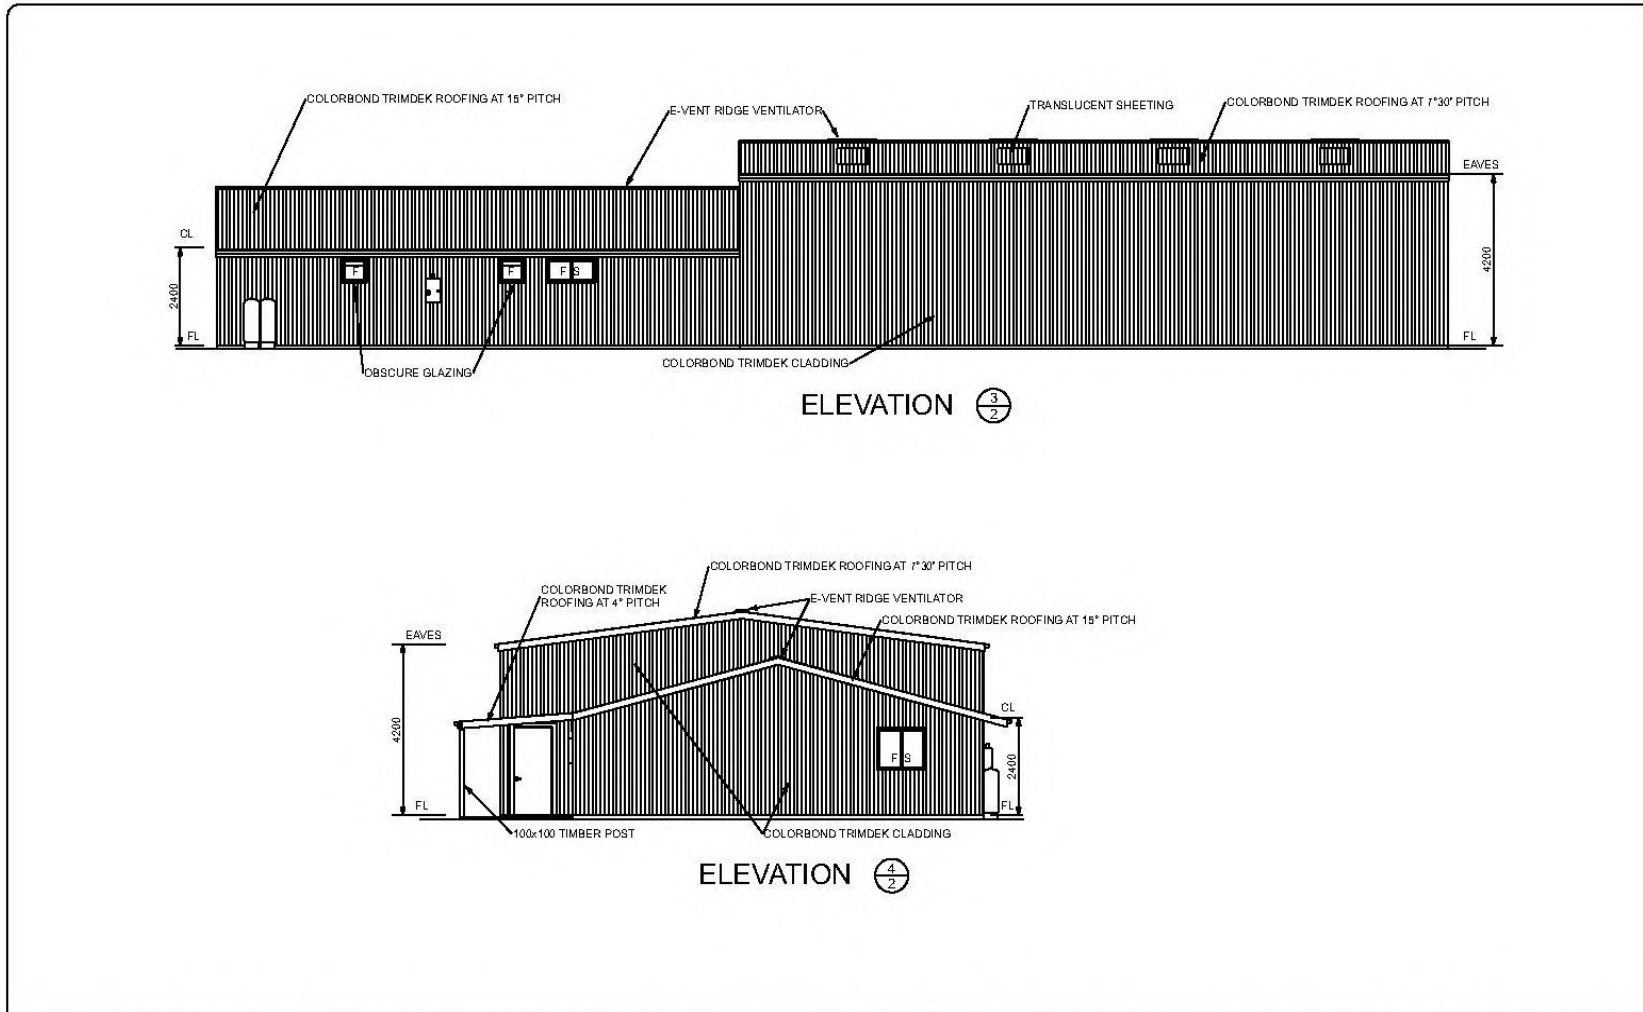 COLORBOND TRIMDEK ROOFING AT 15° PITCH
E-VENT RIDGE VENTILATOR
TRANSLUCENT SHEETING
COLORBOND TRIMDEK ROOFING AT 7°30" PITCH
EAVES
CL
F
F
F S
4200
2400
FL
FL
OBSCURE GLAZING
COLORBOND TRIMDEK CLADDING
ELEVATION 3 2
COLORBOND TRIMDEK ROOFING AT 7°30" PITCH
COLORBOND TRIMDEK
ROOFING AT 4° PITCH
E-VENT RIDGE VENTILATOR
COLORBOND TRIMDEK ROOFING AT 15° PITCH
EAVES
CL
4200
F S
2400
FL
FL
100x100 TIMBER POST
COLORBOND TRIMDEK CLADDING
ELEVATION 4 2